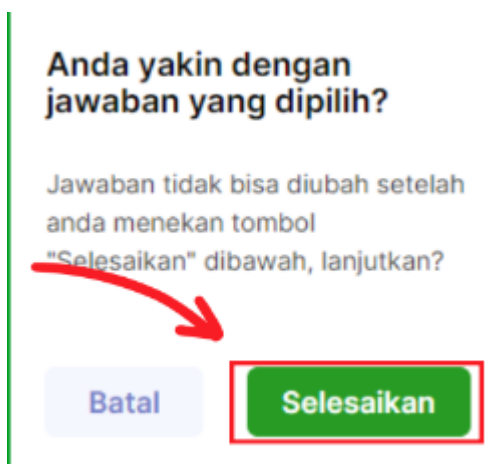 Anda yakin dengan
jawaban yang dipilih?
Jawaban tidak bisa diubah setelah
anda menekan tombol
"Selesaikan" dibawah, lanjutkan?
Batal
Selesaikan